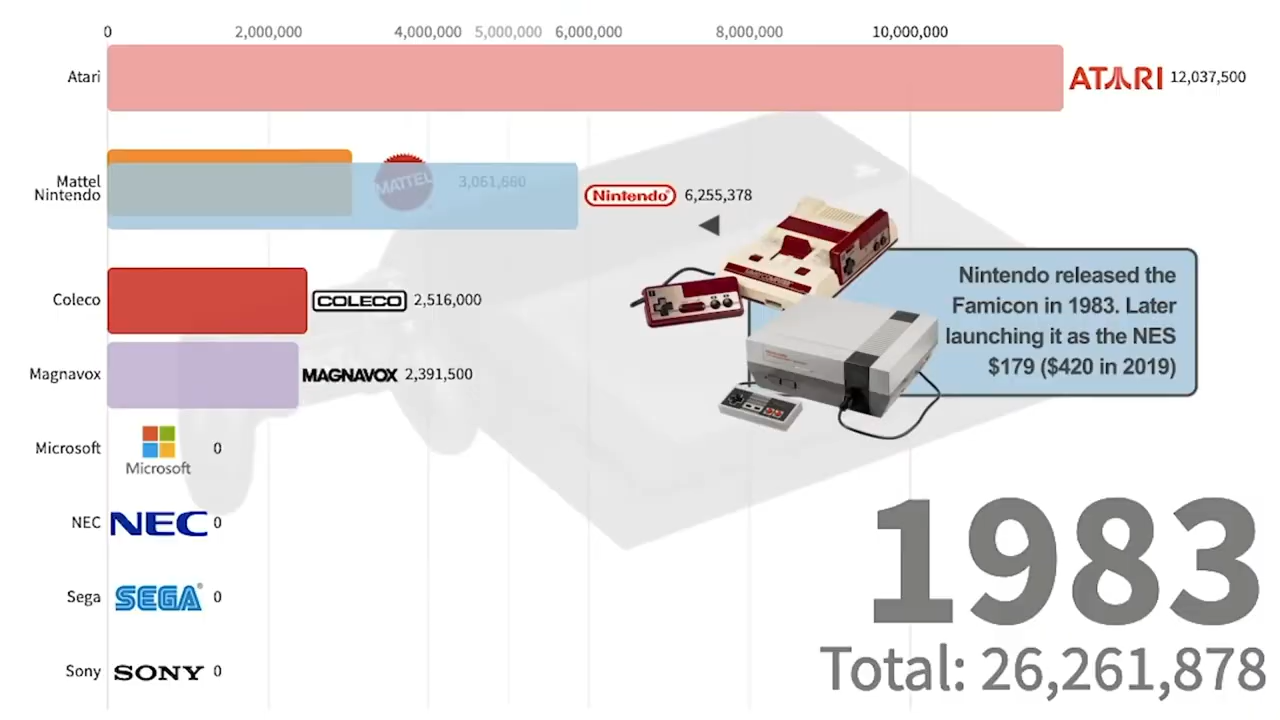 0
2,000,000
4,000,000
5,000,000
6,000,000
8,000,000
10,000,000
Atari
ATARI
12,037,500
Mattel
MATTEL
3,061,660
Nintendo
Nintendo
6,255,378
Nintendo released the
Famicon in 1983. Later
launching it as the NES
$179 ($420 in 2019)
Coleco
COLECO
2,516,000
Magnavox
MAGNAVOX
2,391,500
Microsoft
Microsoft
0
NEC
NEC
0
Sega
SEGA®
0
Sony
SONY
0
1983
Total: 26,261,878